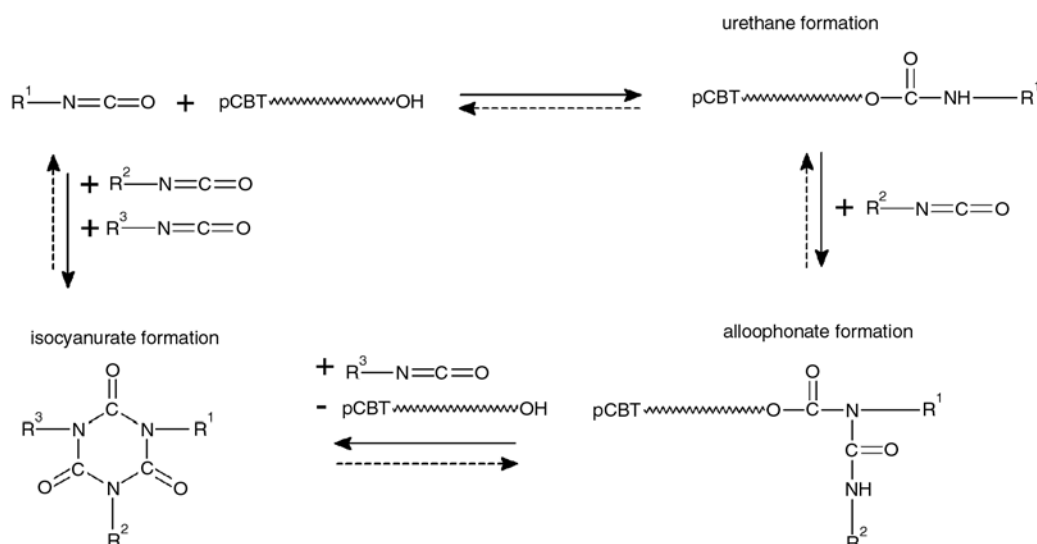 urethane formation
R¹—N=C=O + pCBT OH
O
pCBT O—C—NH—R¹
+ R²—N=C=O
+ R³—N=C=O
+ R²—N=C=O
isocyanurate formation
alloophonate formation
O
R³ N C N R¹
O C N C O
R²
+ R³—N=C=O
- pCBT OH
O
pCBT O—C—N—R¹
C=O
NH
R²